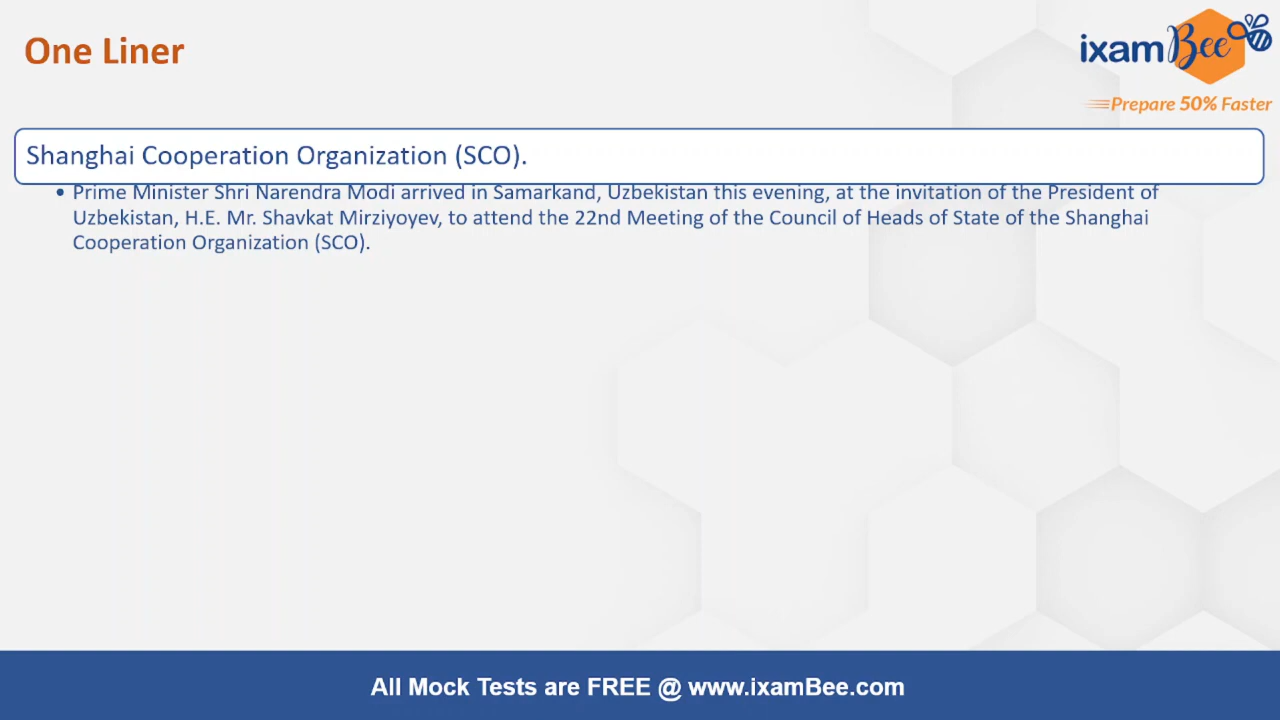 One Liner
ixamBee
Prepare 50% Faster
Shanghai Cooperation Organization (SCO).
• Prime Minister Shri Narendra Modi arrived in Samarkand, Uzbekistan this evening, at the invitation of the President of
Uzbekistan, H.E. Mr. Shavkat Mirziyoyev, to attend the 22nd Meeting of the Council of Heads of State of the Shanghai
Cooperation Organization (SCO).
All Mock Tests are FREE @ www.ixamBee.com